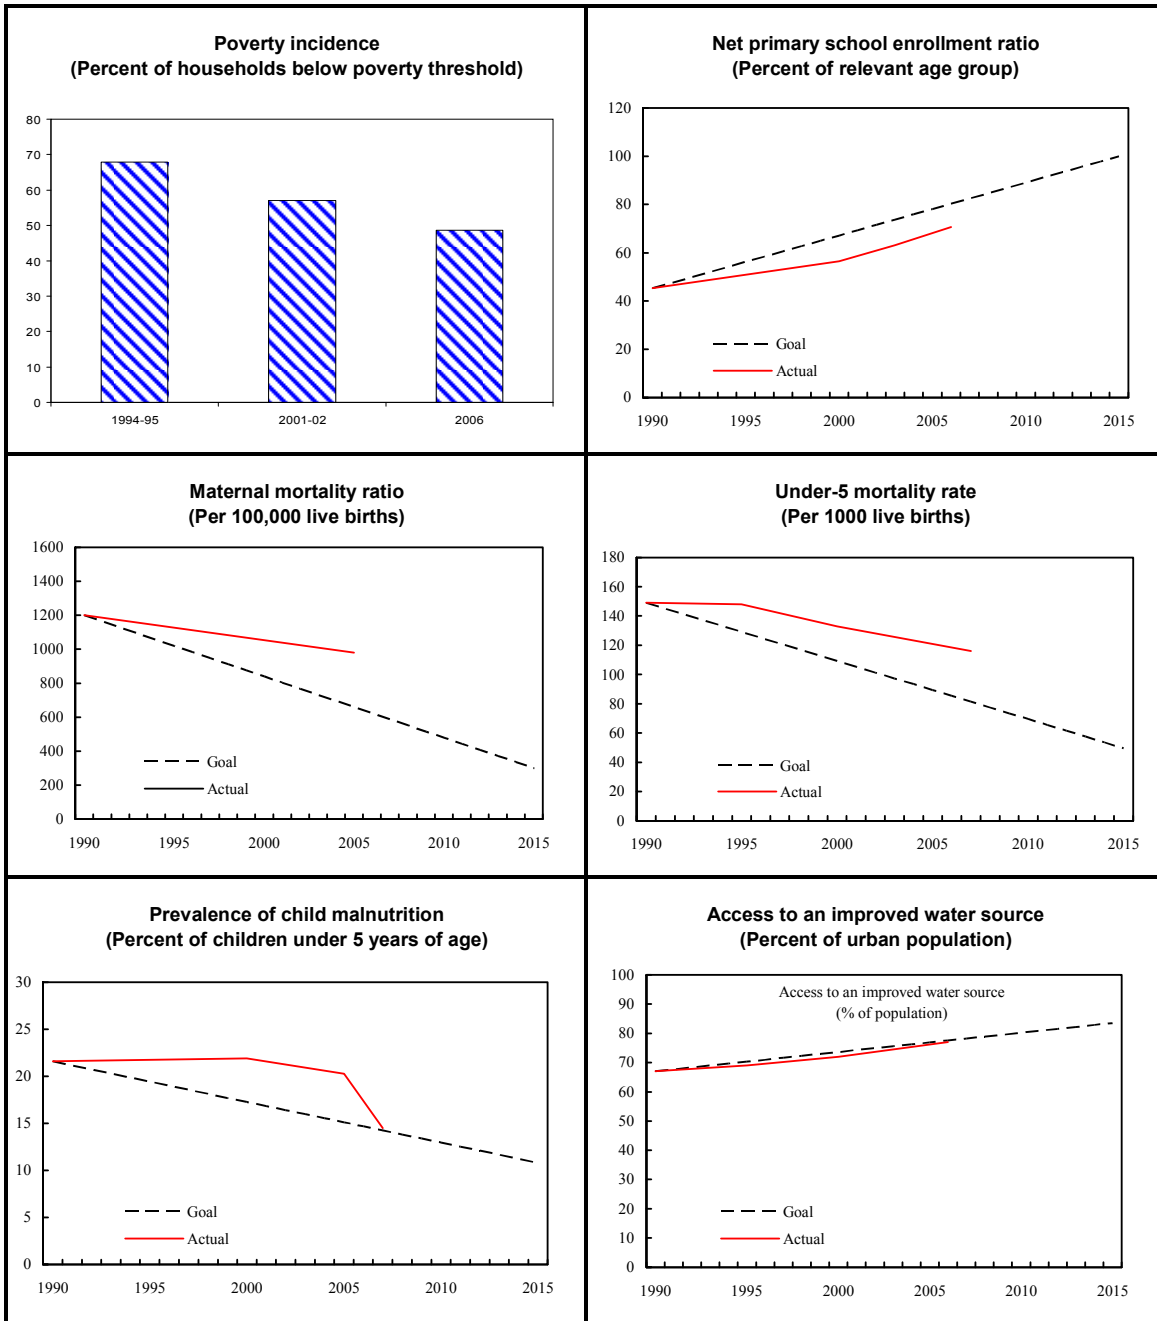 Poverty incidence
(Percent of households below poverty threshold)
80
70
60
50
40
30
20
10
0
1994-95 2001-02 2006
Net primary school enrollment ratio
(Percent of relevant age group)
120
100
80
60
40
20
0
Goal
Actual
1990 1995 2000 2005 2010 2015
Maternal mortality ratio
(Per 100,000 live births)
1600
1400
1200
1000
800
600
400
200
0
Goal
Actual
1990 1995 2000 2005 2010 2015
Under-5 mortality rate
(Per 1000 live births)
180
160
140
120
100
80
60
40
20
0
Goal
Actual
1990 1995 2000 2005 2010 2015
Prevalence of child malnutrition
(Percent of children under 5 years of age)
30
25
20
15
10
5
0
Goal
Actual
1990 1995 2000 2005 2010 2015
Access to an improved water source
(Percent of urban population)
Access to an improved water source
(% of population)
100
90
80
70
60
50
40
30
20
10
0
Goal
Actual
1990 1995 2000 2005 2010 2015